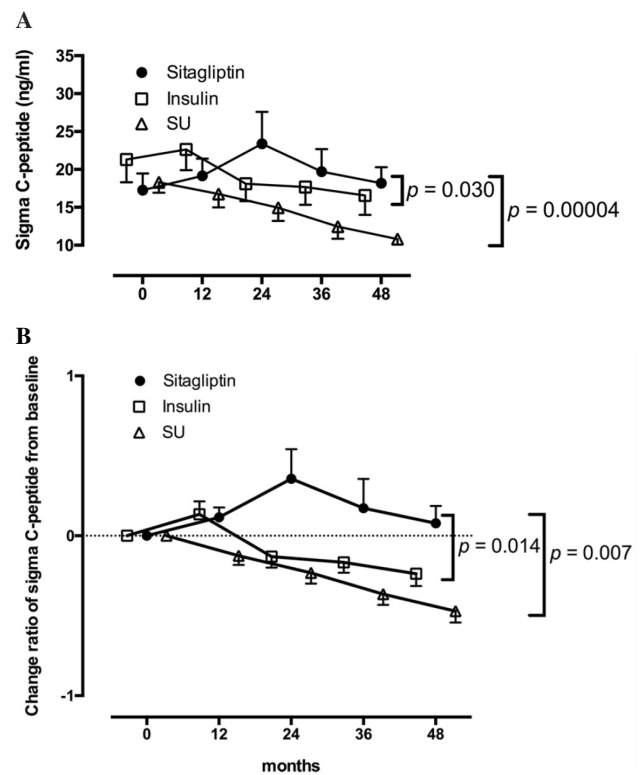 A
Sigma C-peptide (ng/ml)
35
30
25
20
15
10
Sitagliptin
Insulin
SU
p = 0.030
p = 0.00004
0 12 24 36 48
B
Change ratio of sigma C-peptide from baseline
1
0
-1
Sitagliptin
Insulin
SU
p = 0.014
p = 0.007
0 12 24 36 48
months